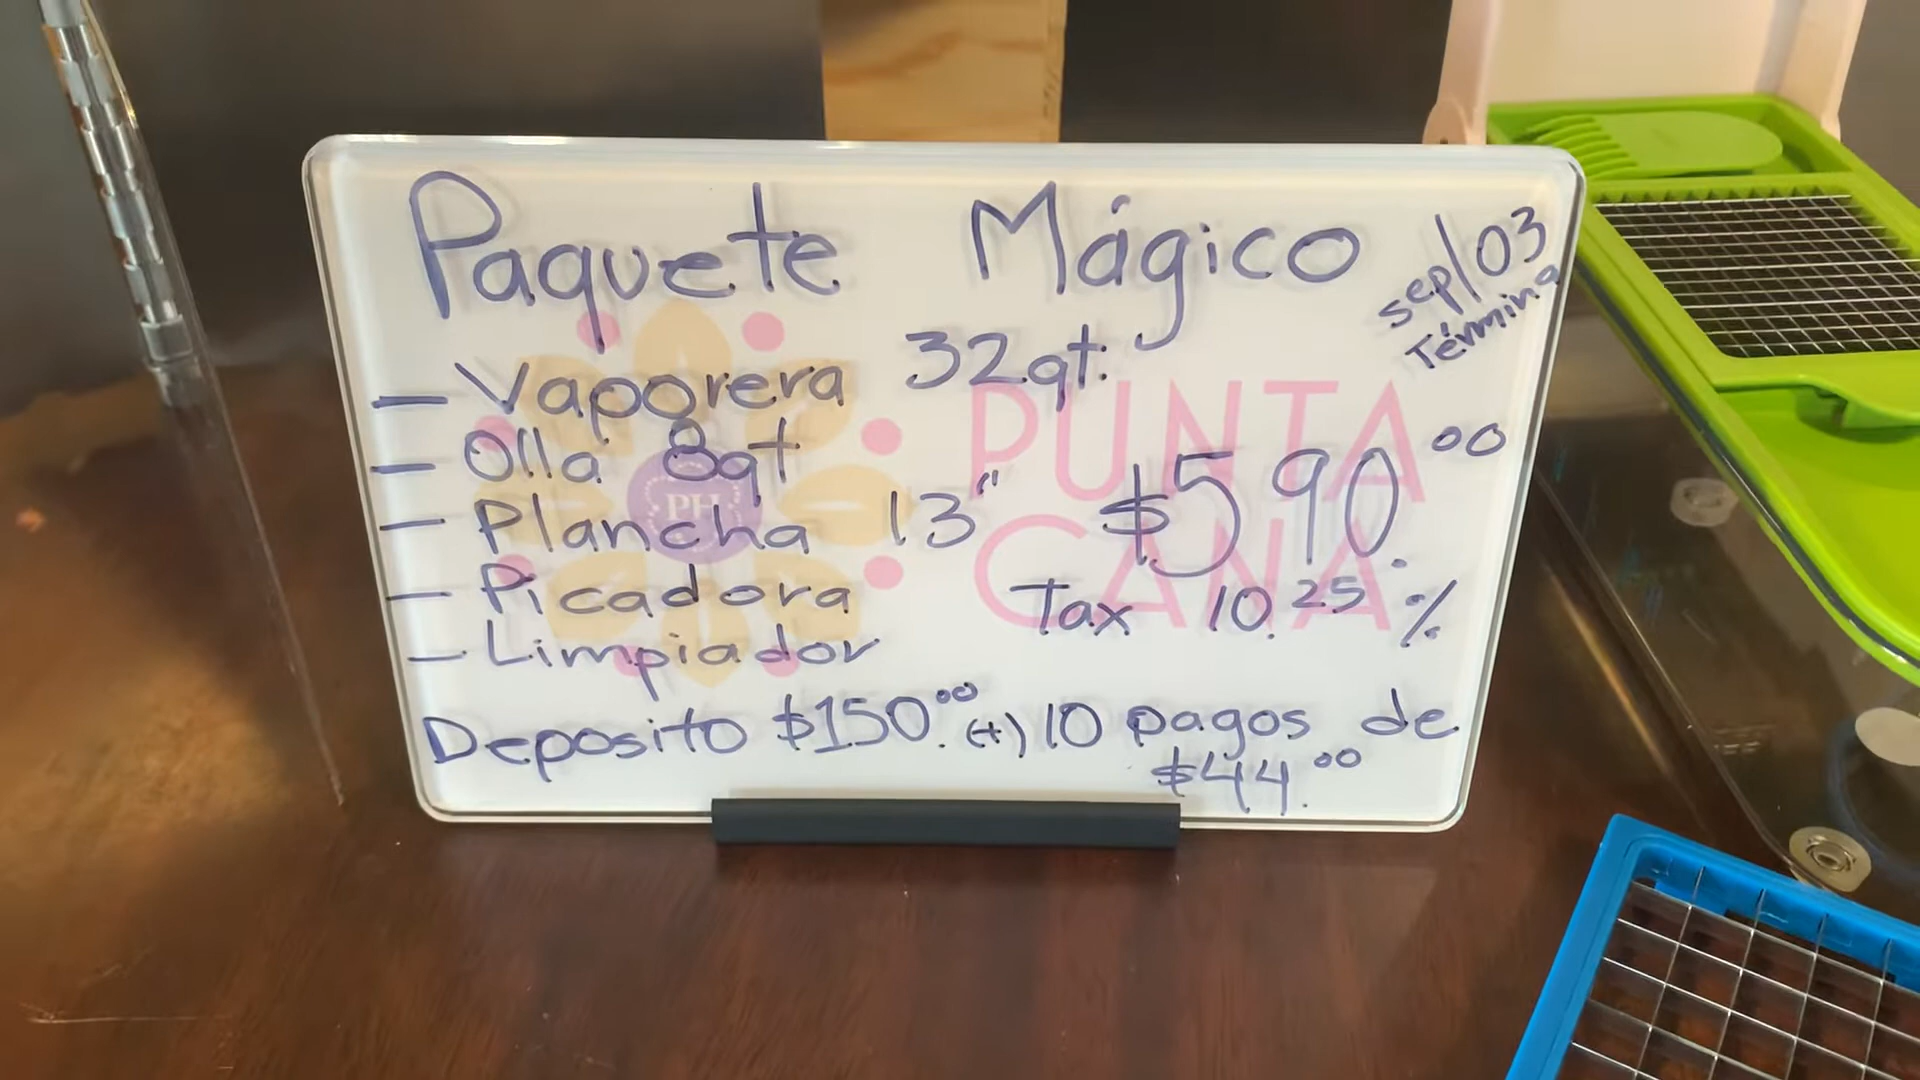 Paquete Mágico
sep/03
Términa
- Vaporera 32qt.
- Olla 8qt
- Plancha 13"
- Picadora
- Limpiador
PUNTA
CANA
PH
$590.00
Tax 10.25 %
Deposito $150.00 (+) 10 pagos de
$44.00